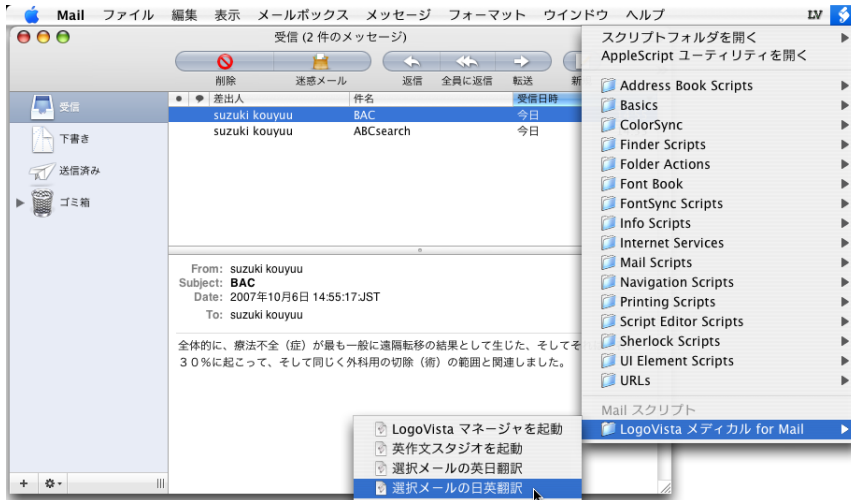 Mail ファイル 編集 表示 メールボックス メッセージ フォーマット ウインドウ ヘルプ LV
受信 (2 件のメッセージ)
削除 迷惑メール 返信 全員に返信 転送 新
差出人 件名 受信日時
suzuki kouyuu BAC 今日
suzuki kouyuu ABCsearch 今日
受信
下書き
送信済み
ゴミ箱
From: suzuki kouyuu
Subject: BAC
Date: 2007年10月6日 14:55:17:JST
To: suzuki kouyuu
全体的に、療法不全（症）が最も一般に遠隔転移の結果として生じた、そしてそ
３０％に起こって、そして同じく外科用の切除（術）の範囲と関連しました。
スクリプトフォルダを開く
AppleScript ユーティリティを開く
Address Book Scripts
Basics
ColorSync
Finder Scripts
Folder Actions
Font Book
FontSync Scripts
Info Scripts
Internet Services
Mail Scripts
Navigation Scripts
Printing Scripts
Script Editor Scripts
Sherlock Scripts
UI Element Scripts
URLs
Mail スクリプト
LogoVista メディカル for Mail
LogoVista マネージャを起動
英作文スタジオを起動
選択メールの英日翻訳
選択メールの日英翻訳